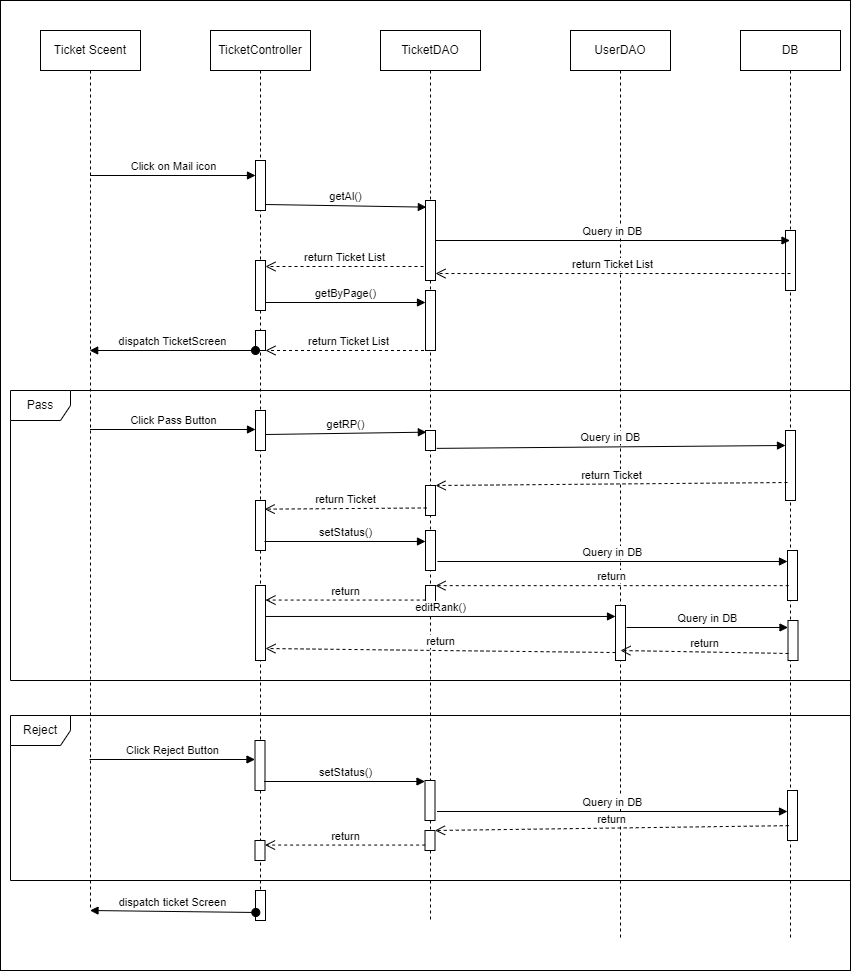 Ticket Sceent
TicketController
TicketDAO
UserDAO
DB
Click on Mail icon
getAl()
Query in DB
return Ticket List
return Ticket List
getByPage()
dispatch TicketScreen
return Ticket List
Pass
Click Pass Button
getRP()
Query in DB
return Ticket
return Ticket
setStatus()
Query in DB
return
return
editRank()
Query in DB
return
return
Reject
Click Reject Button
setStatus()
Query in DB
return
return
dispatch ticket Screen